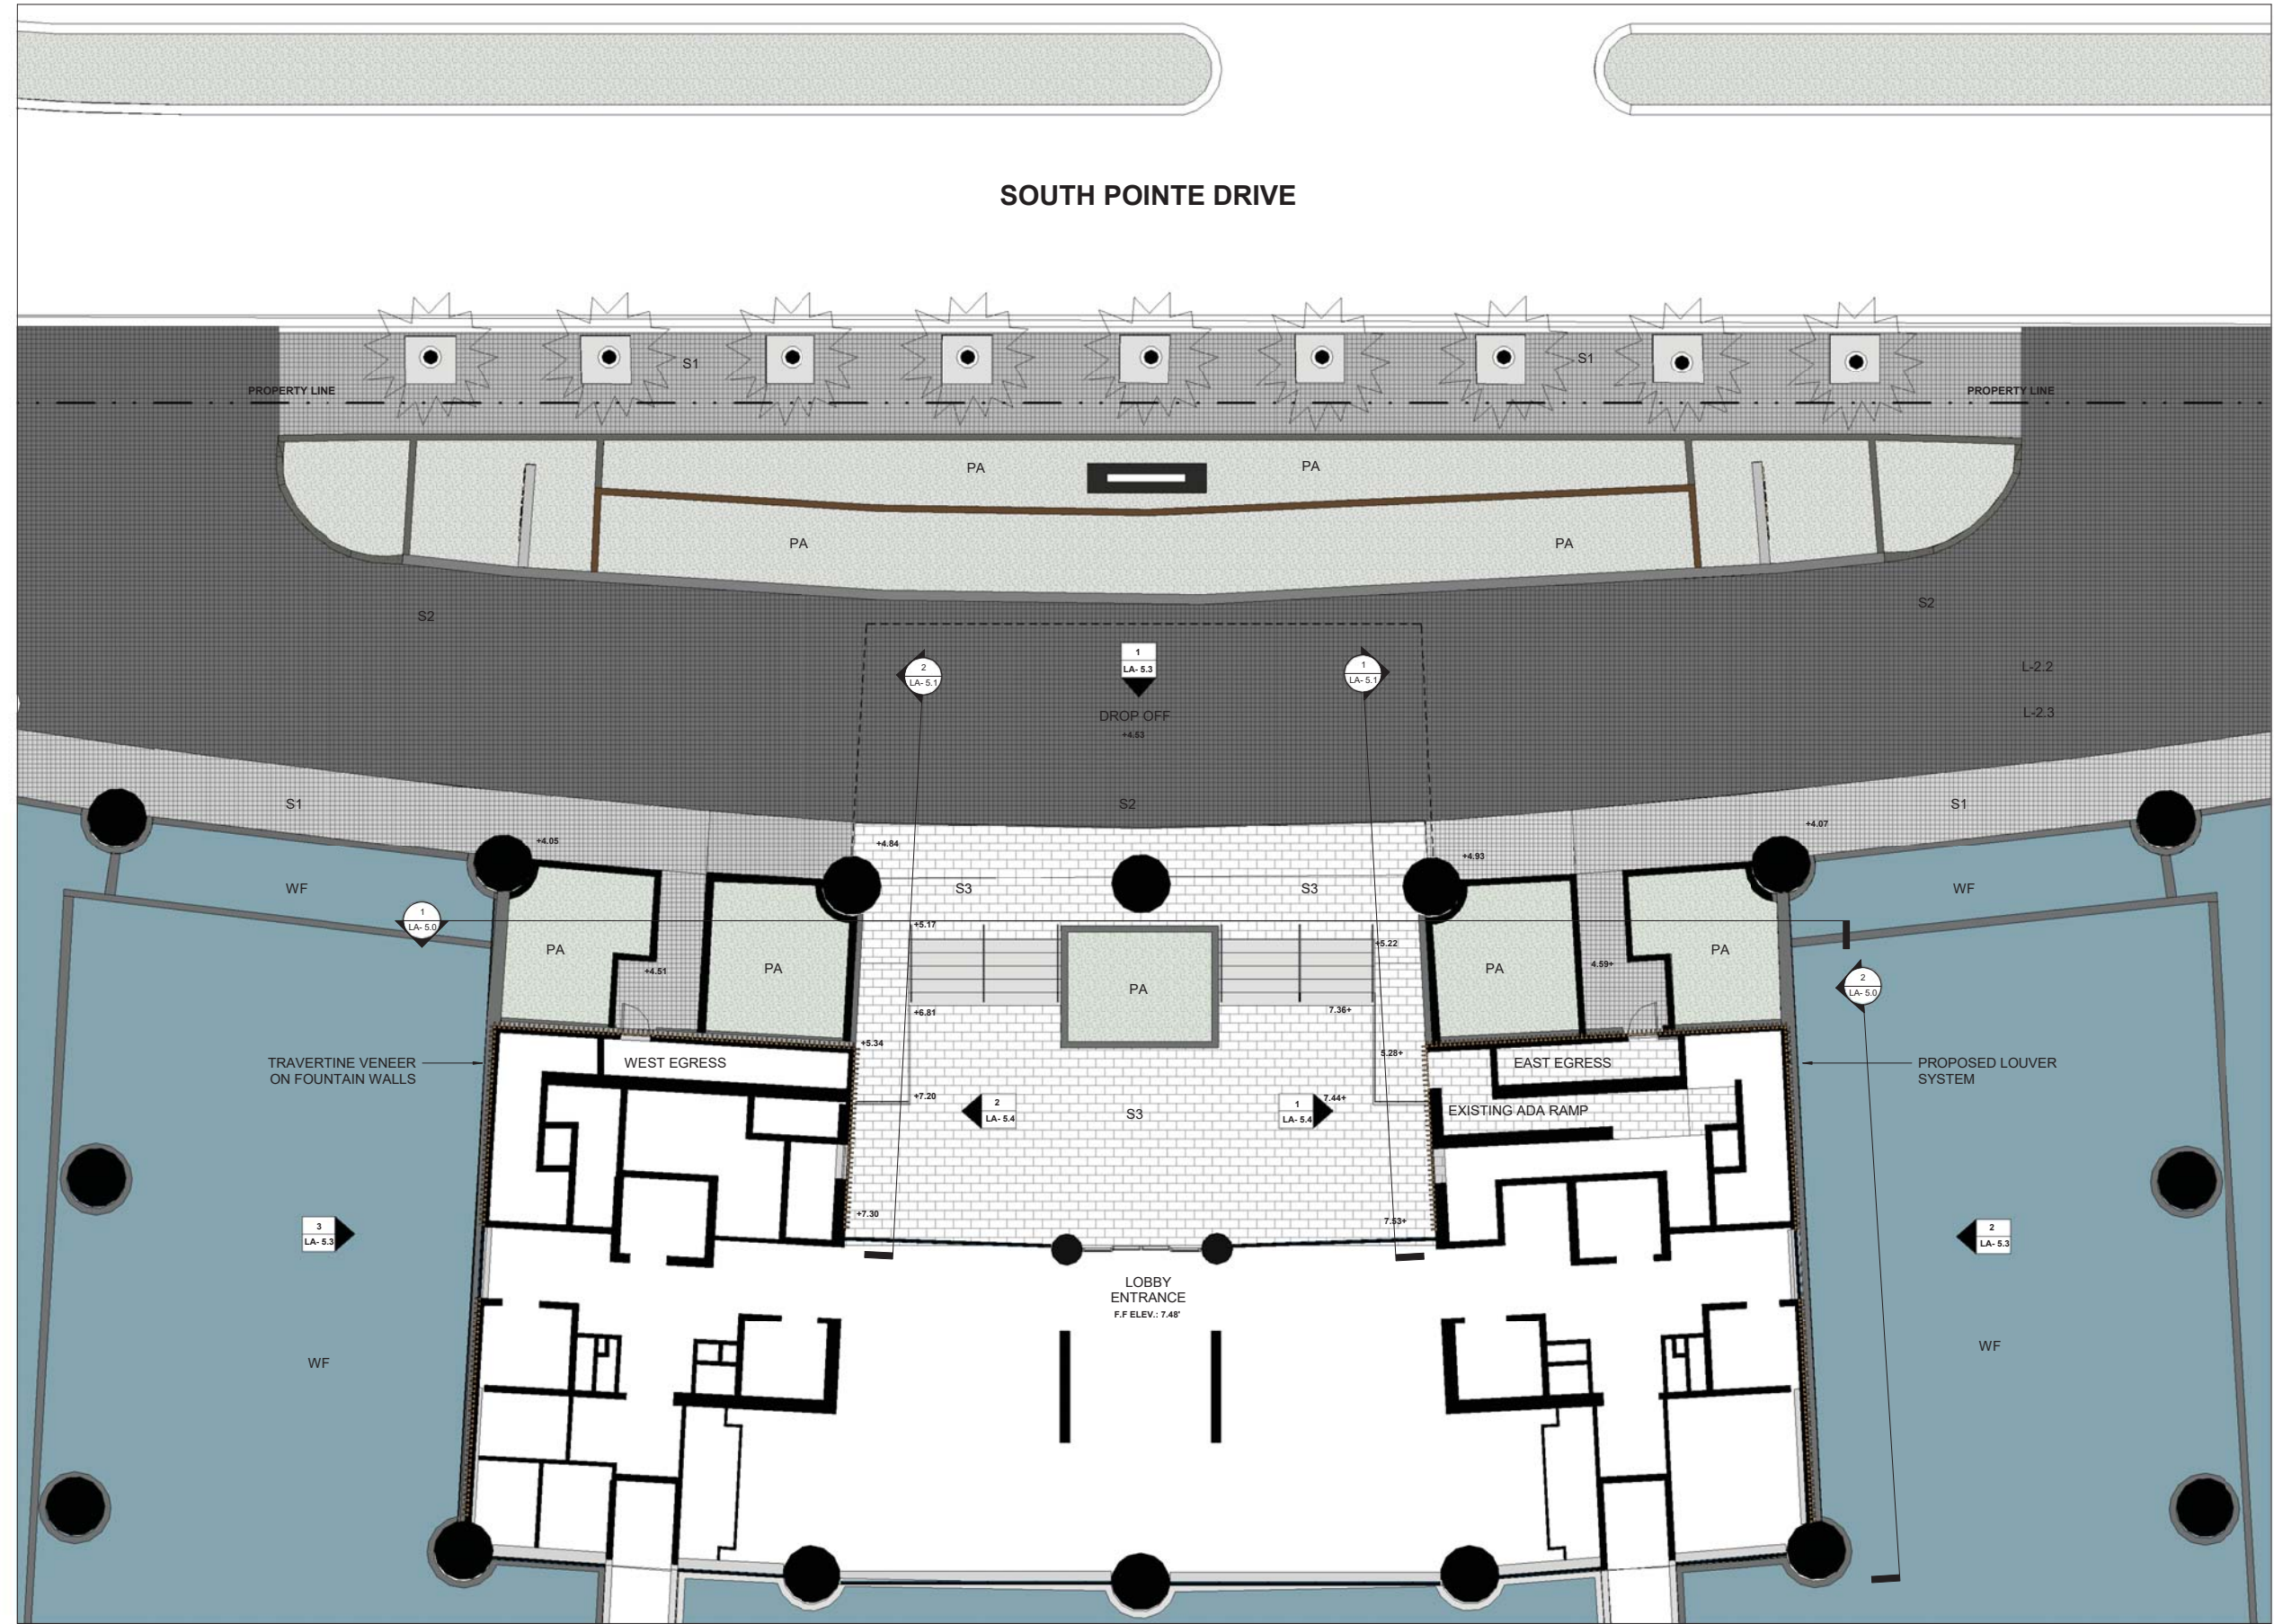 SOUTH POINTE DRIVE
S1
S1
PROPERTY LINE
PROPERTY LINE
PA
PA
PA
PA
S2
S2
1
LA- 5.3
2
LA- 5.1
1
LA- 5.1
L-2.2
L-2.3
DROP OFF
+4.53
S1
S2
S1
+4.05
+4.84
+4.93
+4.07
WF
S3
S3
WF
1
LA- 5.0
+5.17
+5.22
PA
PA
PA
PA
PA
+4.51
4.59+
2
LA- 5.0
+6.81
7.36+
+5.34
5.28+
TRAVERTINE VENEER
ON FOUNTAIN WALLS
WEST EGRESS
EAST EGRESS
PROPOSED LOUVER
SYSTEM
+7.20
2
LA- 5.4
S3
1
LA- 5.4
7.44+
EXISTING ADA RAMP
+7.30
7.53+
3
LA- 5.3
2
LA- 5.3
LOBBY
ENTRANCE
F.F ELEV.: 7.48'
WF
WF